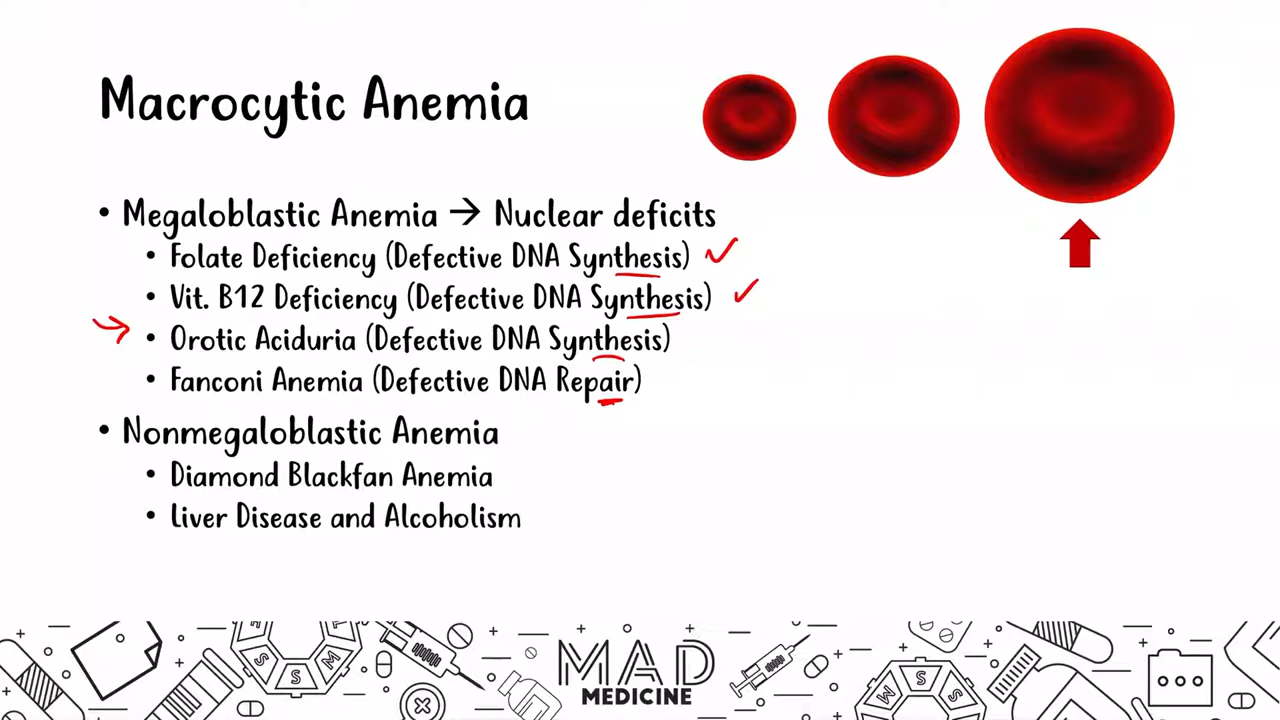 Macrocytic Anemia
• Megaloblastic Anemia → Nuclear deficits
• Folate Deficiency (Defective DNA Synthesis)
• Vit. B12 Deficiency (Defective DNA Synthesis)
• Orotic Aciduria (Defective DNA Synthesis)
• Fanconi Anemia (Defective DNA Repair)
• Nonmegaloblastic Anemia
• Diamond Blackfan Anemia
• Liver Disease and Alcoholism
S S M
MAD
MEDICINE
M S S